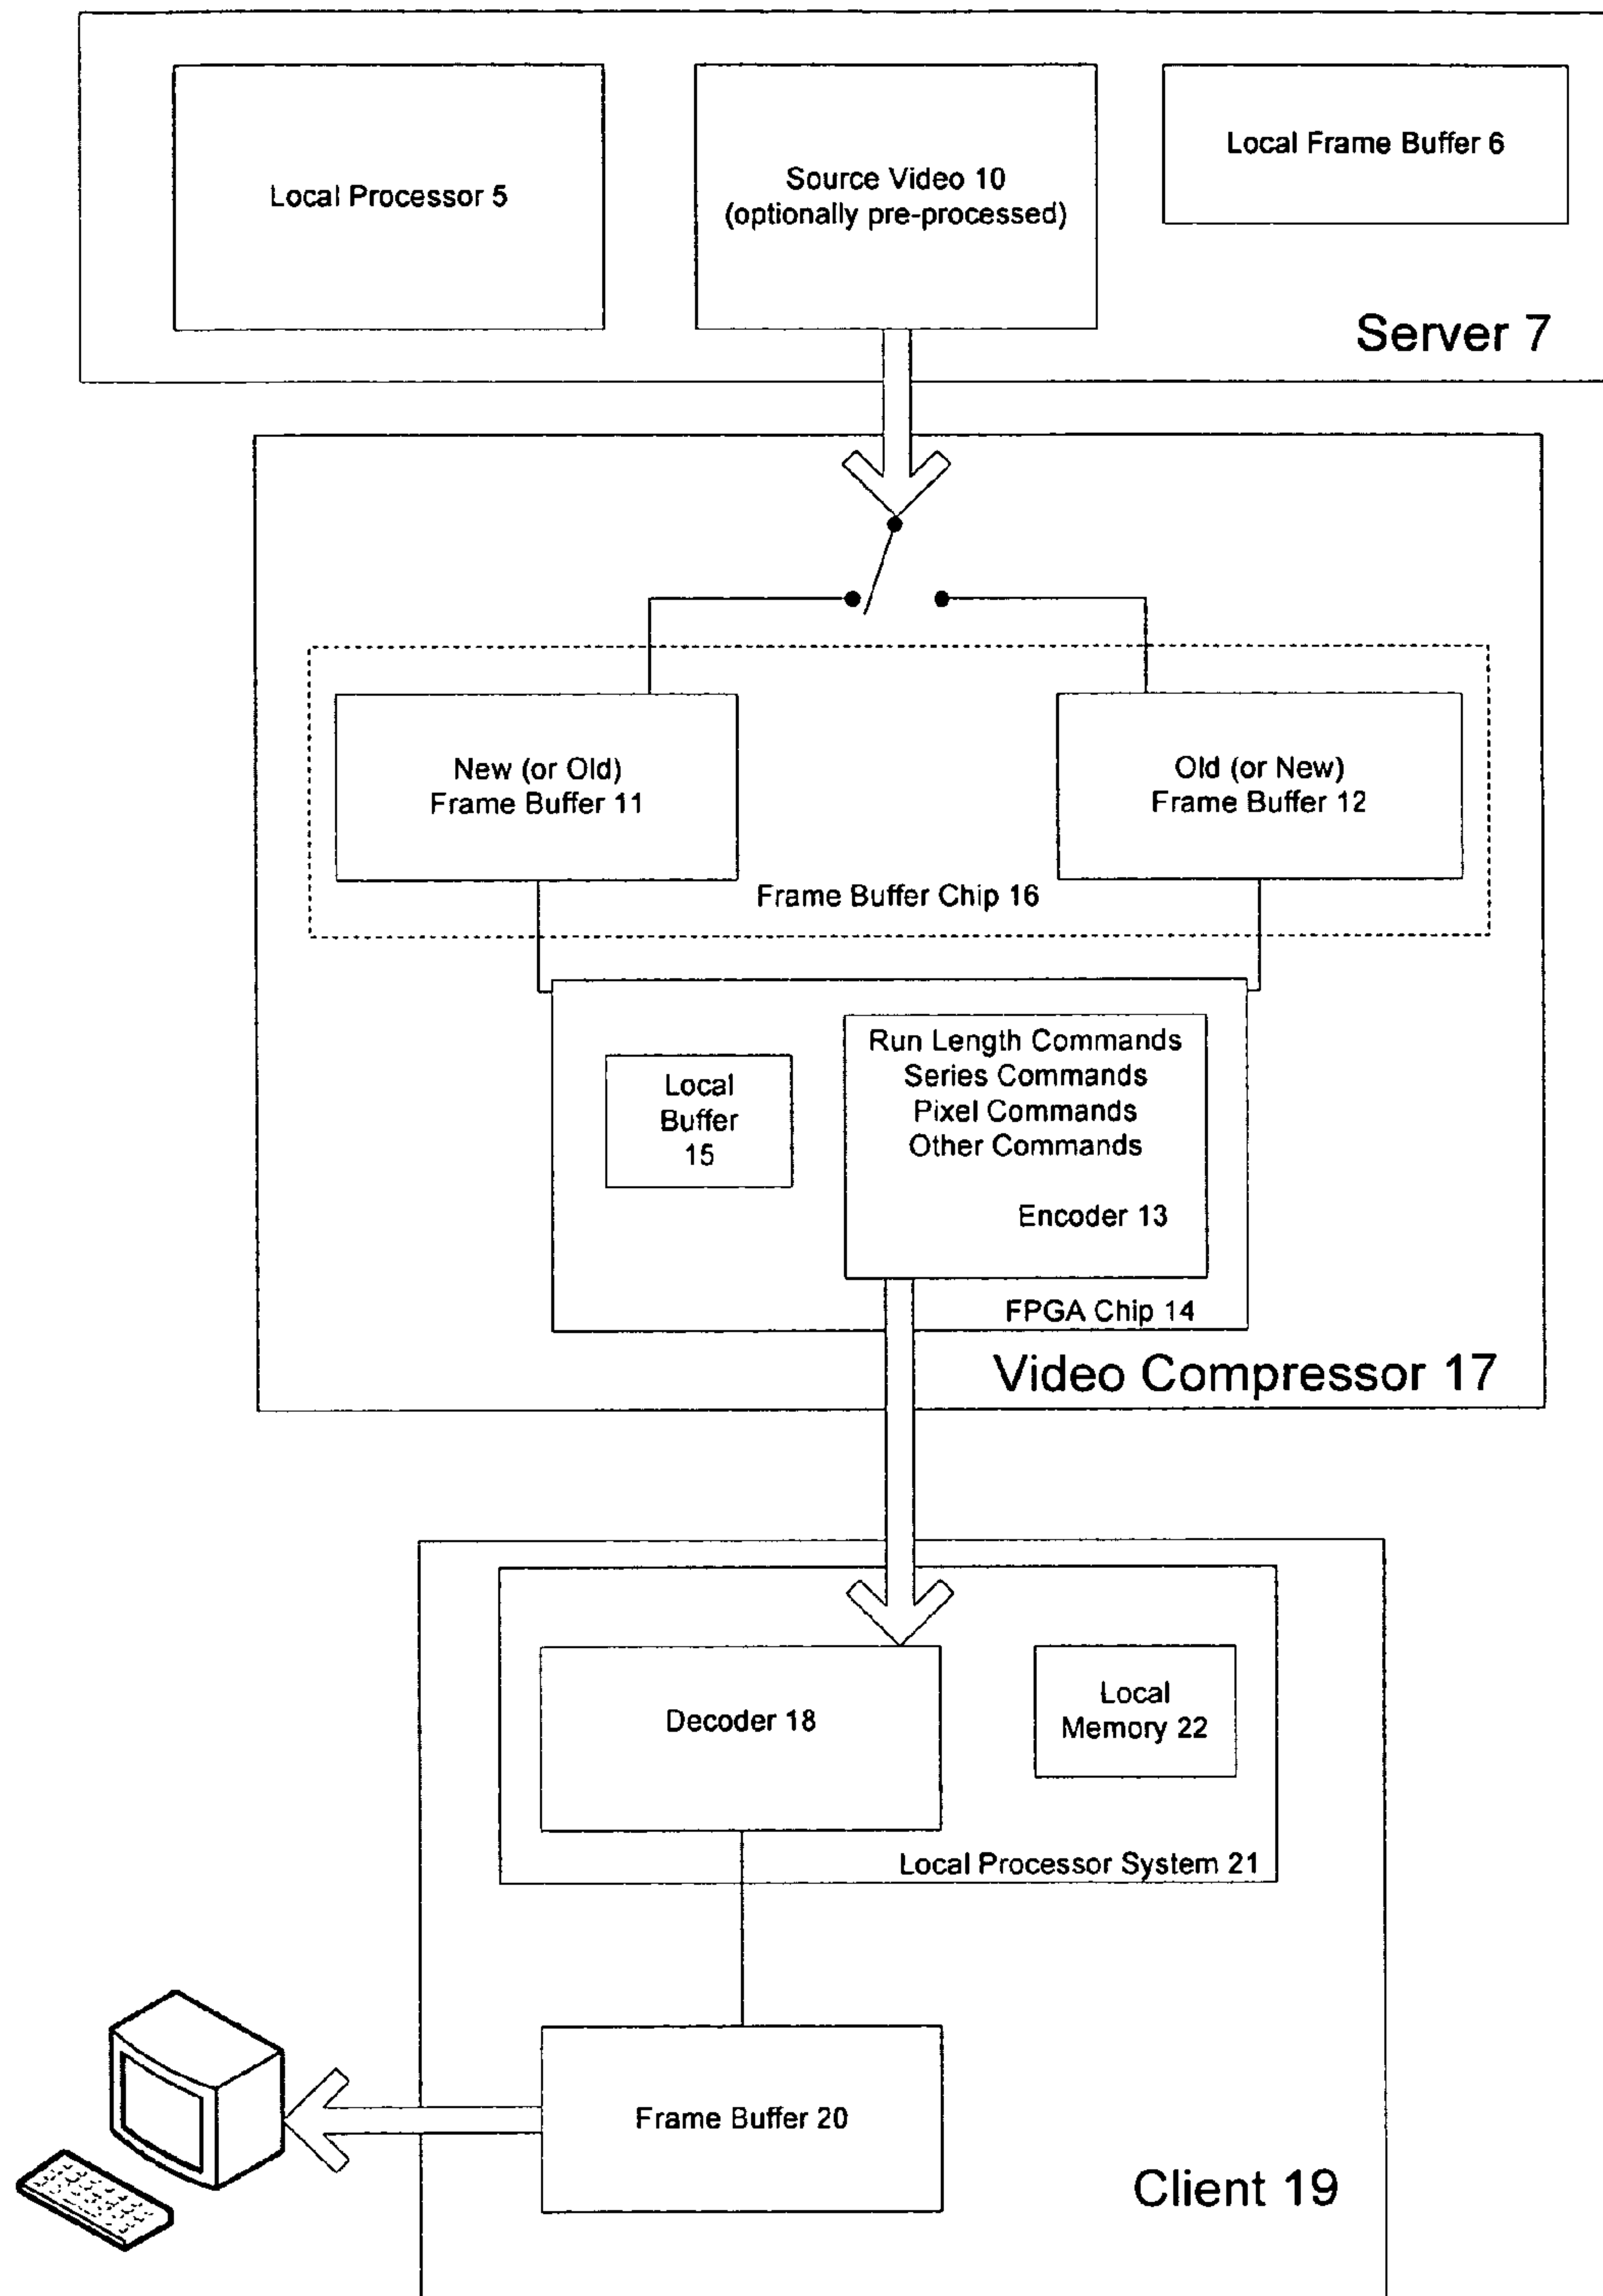 Local Processor 5
Source Video 10
(optionally pre-processed)
Local Frame Buffer 6
Server 7
New (or Old)
Frame Buffer 11
Old (or New)
Frame Buffer 12
Frame Buffer Chip 16
Local
Buffer
15
Run Length Commands
Series Commands
Pixel Commands
Other Commands
Encoder 13
FPGA Chip 14
Video Compressor 17
Decoder 18
Local
Memory 22
Local Processor System 21
Frame Buffer 20
Client 19